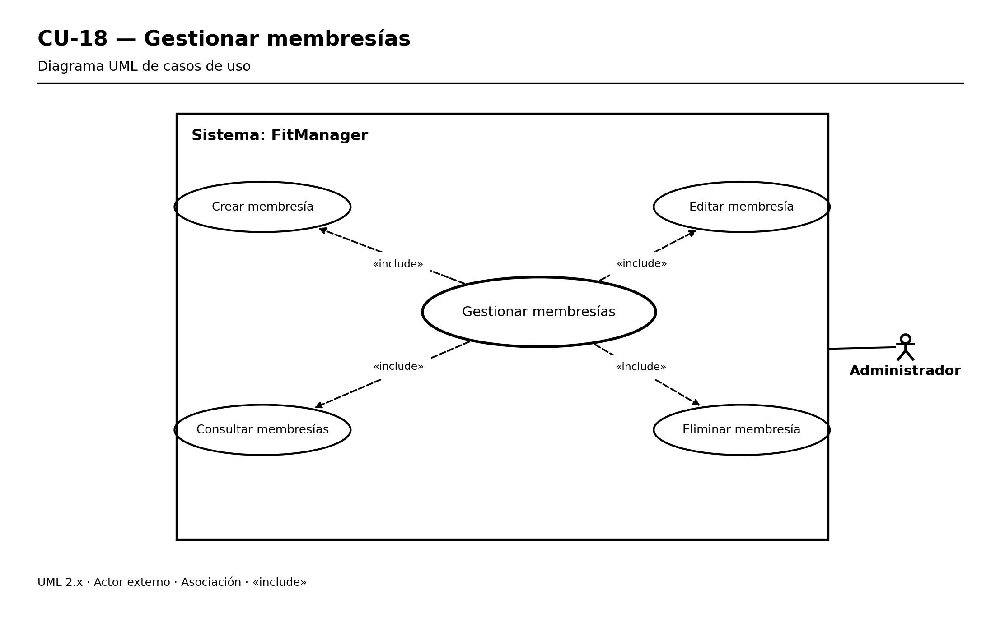 CU-18 — Gestionar membresías
Diagrama UML de casos de uso
Sistema: FitManager
Crear membresía
Editar membresía
«include»
«include»
Gestionar membresías
«include»
«include»
Administrador
Consultar membresías
Eliminar membresía
UML 2.x · Actor externo · Asociación · «include»